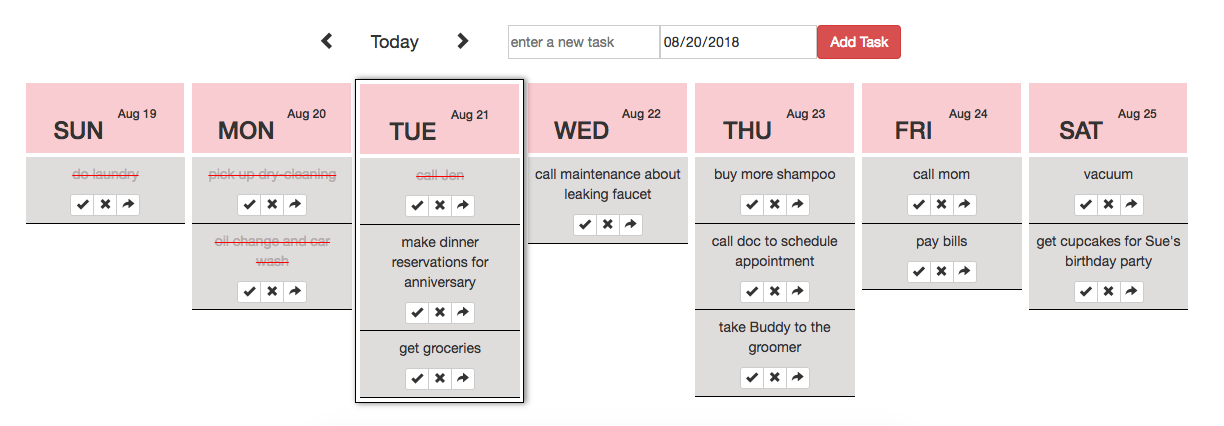 Today
enter a new task
08/20/2018
Add Task
SUN Aug 19
do laundry
MON Aug 20
pick up dry-cleaning
oil change and car
wash
TUE Aug 21
call Jen
make dinner
reservations for
anniversary
get groceries
WED Aug 22
call maintenance about
leaking faucet
THU Aug 23
buy more shampoo
call doc to schedule
appointment
take Buddy to the
groomer
FRI Aug 24
call mom
pay bills
SAT Aug 25
vacuum
get cupcakes for Sue's
birthday party